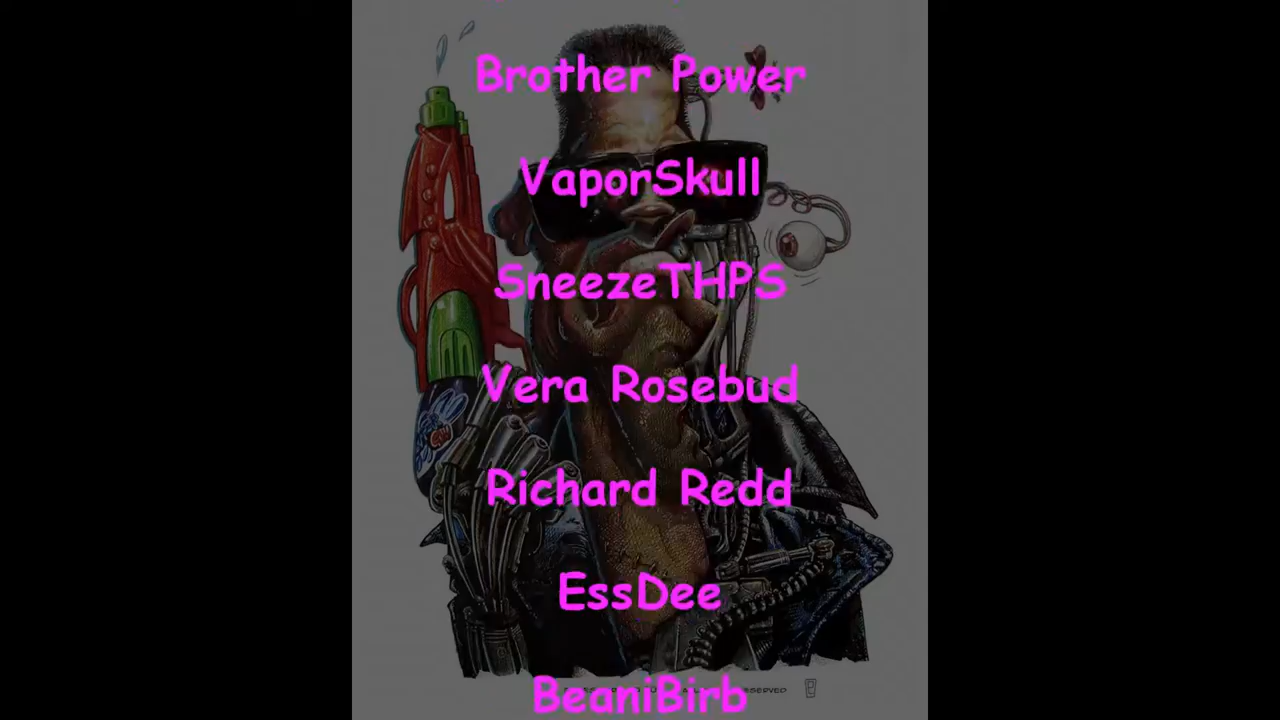 Brother Power
VaporSkull
SneezeTHPS
Vera Rosebud
Richard Redd
EssDee
BeaniBirb